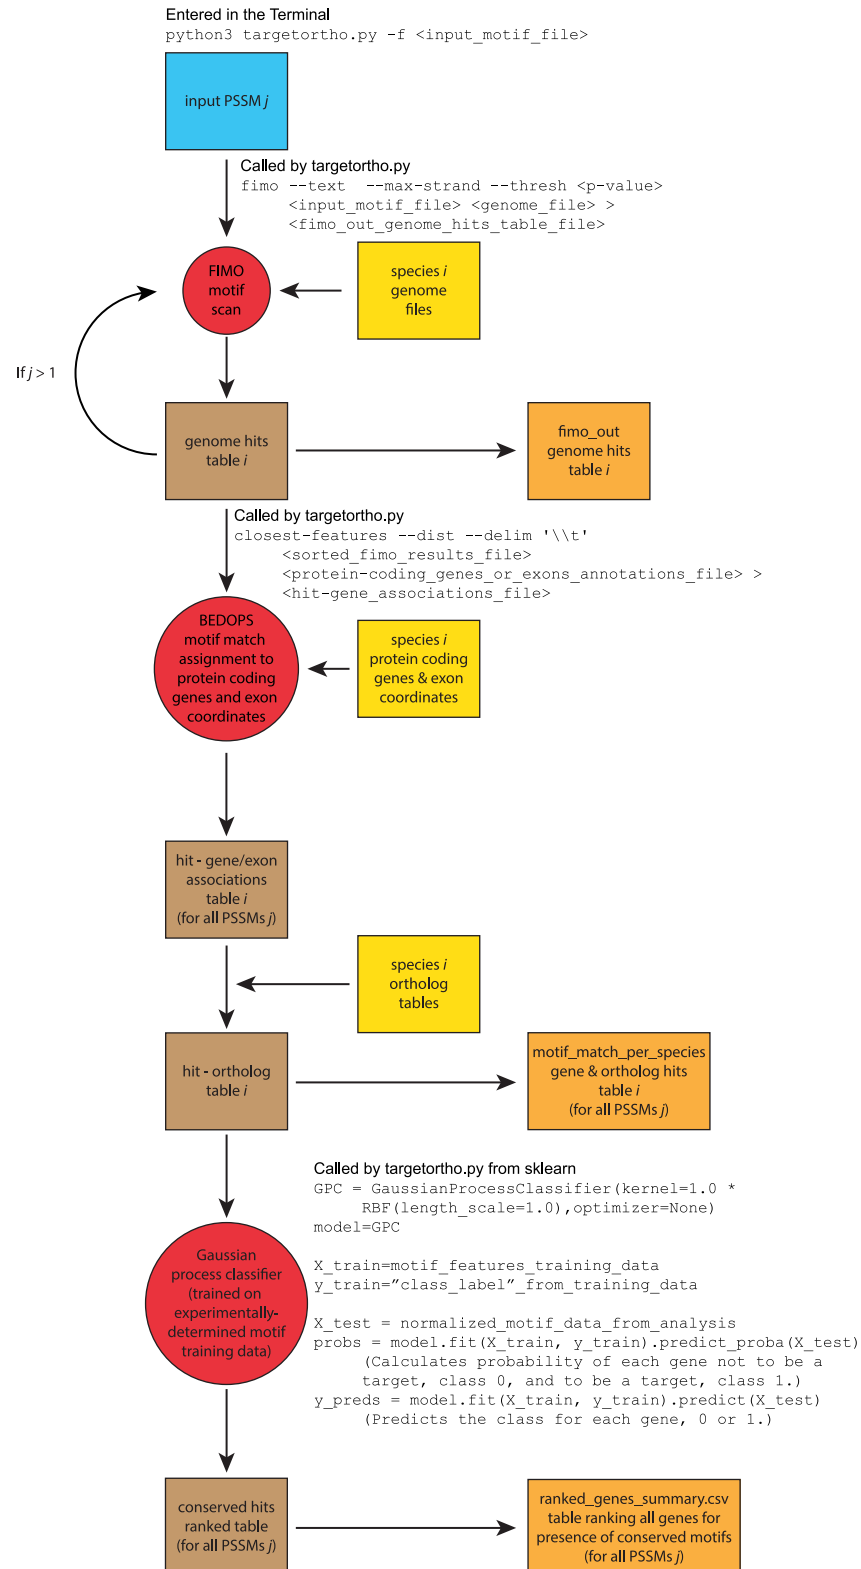 Entered in the Terminal
python3 targetortho.py -f <input_motif_file>
input PSSM j
Called by targetortho.py
fimo --text  --max-strand --thresh <p-value>
<input_motif_file> <genome_file> >
<fimo_out_genome_hits_table_file>
FIMO
motif
scan
species i
genome
files
If j > 1
genome hits
table i
fimo_out
genome hits
table i
Called by targetortho.py
closest-features --dist --delim '\\t'
<sorted_fimo_results_file>
<protein-coding_genes_or_exons_annotations_file> >
<hit-gene_associations_file>
BEDOPS
motif match
assignment to
protein coding
genes and exon
coordinates
species i
protein coding
genes & exon
coordinates
hit - gene/exon
associations
table i
(for all PSSMs j)
species i
ortholog
tables
hit - ortholog
table i
motif_match_per_species
gene & ortholog hits
table i
(for all PSSMs j)
Called by targetortho.py from sklearn
GPC = GaussianProcessClassifier(kernel=1.0 *
RBF(length_scale=1.0),optimizer=None)
model=GPC
X_train=motif_features_training_data
y_train=”class_label”_from_training_data
X_test = normalized_motif_data_from_analysis
probs = model.fit(X_train, y_train).predict_proba(X_test)
(Calculates probability of each gene not to be a
target, class 0, and to be a target, class 1.)
y_preds = model.fit(X_train, y_train).predict(X_test)
(Predicts the class for each gene, 0 or 1.)
Gaussian
process classifier
(trained on
experimentally-
determined motif
training data)
conserved hits
ranked table
(for all PSSMs j)
ranked_genes_summary.csv
table ranking all genes for
presence of conserved motifs
(for all PSSMs j)